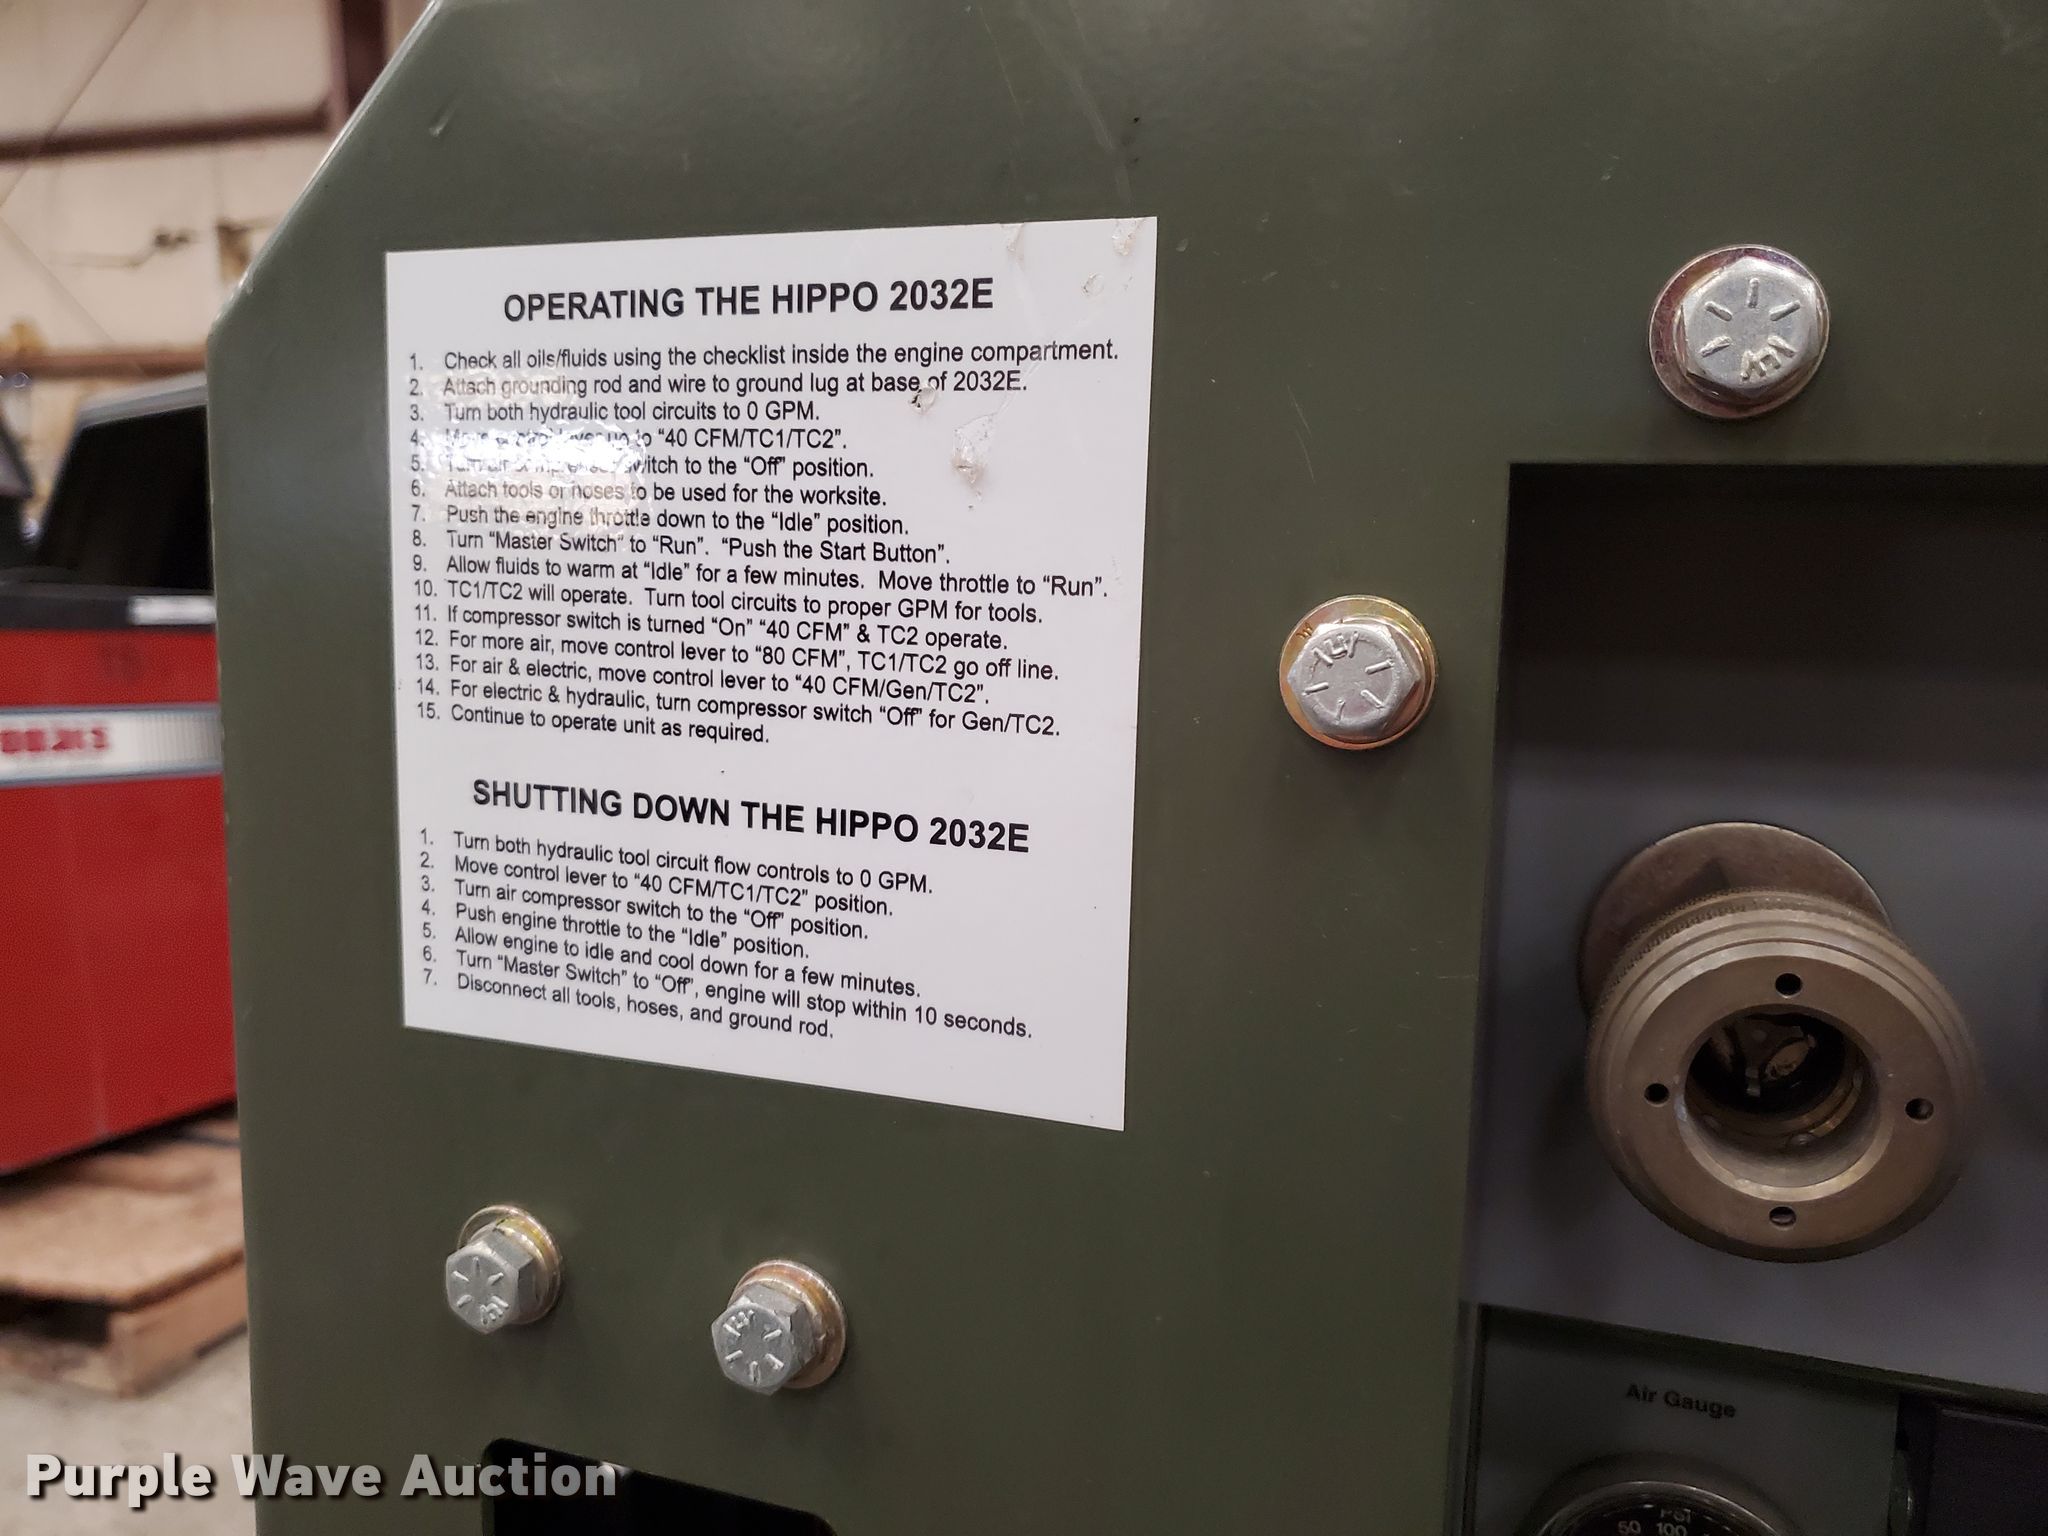 OPERATING THE HIPPO 2032E
1. Check all oils/fluids using the checklist inside the engine compartment.
2. Attach grounding rod and wire to ground lug at base of 2032E.
3. Turn both hydraulic tool circuits to 0 GPM.
4. Move control lever up to “40 CFM/TC1/TC2”.
5. Turn air compressor switch to the “Off” position.
6. Attach tools or hoses to be used for the worksite.
7. Push the engine throttle down to the “Idle” position.
8. Turn “Master Switch” to “Run”. “Push the Start Button”.
9. Allow fluids to warm at “Idle” for a few minutes. Move throttle to “Run”.
10. TC1/TC2 will operate. Turn tool circuits to proper GPM for tools.
11. If compressor switch is turned “On” “40 CFM” & TC2 operate.
12. For more air, move control lever to “80 CFM”, TC1/TC2 go off line.
13. For air & electric, move control lever to “40 CFM/Gen/TC2”.
14. For electric & hydraulic, turn compressor switch “Off” for Gen/TC2.
15. Continue to operate unit as required.
SHUTTING DOWN THE HIPPO 2032E
1. Turn both hydraulic tool circuit flow controls to 0 GPM.
2. Move control lever to “40 CFM/TC1/TC2” position.
3. Turn air compressor switch to the “Off” position.
4. Push engine throttle to the “Idle” position.
5. Allow engine to idle and cool down for a few minutes.
6. Turn “Master Switch” to “Off”, engine will stop within 10 seconds.
7. Disconnect all tools, hoses, and ground rod.
Air Gauge
PSI
50 100
Purple Wave Auction